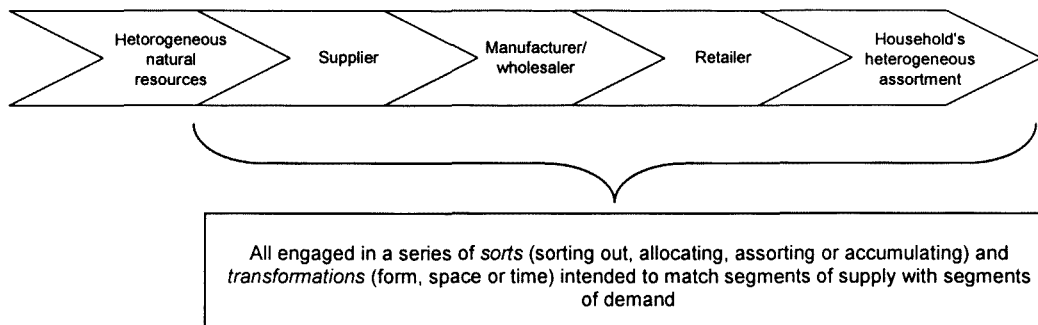 Hetorogeneous
natural
resources
Supplier
Manufacturer/
wholesaler
Retailer
Household's
heterogeneous
assortment
All engaged in a series of sorts (sorting out, allocating, assorting or accumulating) and
transformations (form, space or time) intended to match segments of supply with segments
of demand